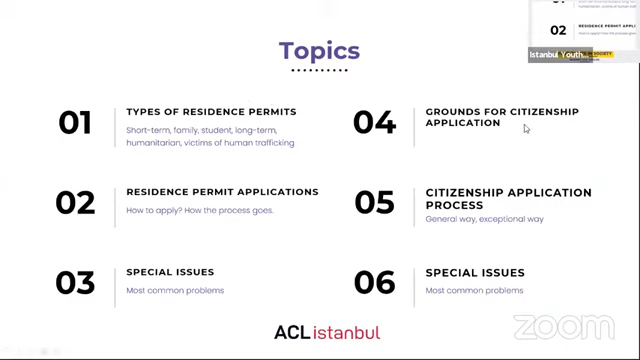 Topics
01
TYPES OF RESIDENCE PERMITS
Short-term, family, student, long-term,
humanitarian, victims of human trafficking
02
RESIDENCE PERMIT APPLICATIONS
How to apply? How the process goes.
03
SPECIAL ISSUES
Most common problems
04
GROUNDS FOR CITIZENSHIP
APPLICATION
05
CITIZENSHIP APPLICATION
PROCESS
General way, exceptional way
06
SPECIAL ISSUES
Most common problems
ACListanbul
zoom
02
RESIDENCE PERMIT APPLICATIONS
Istanbul Youth...